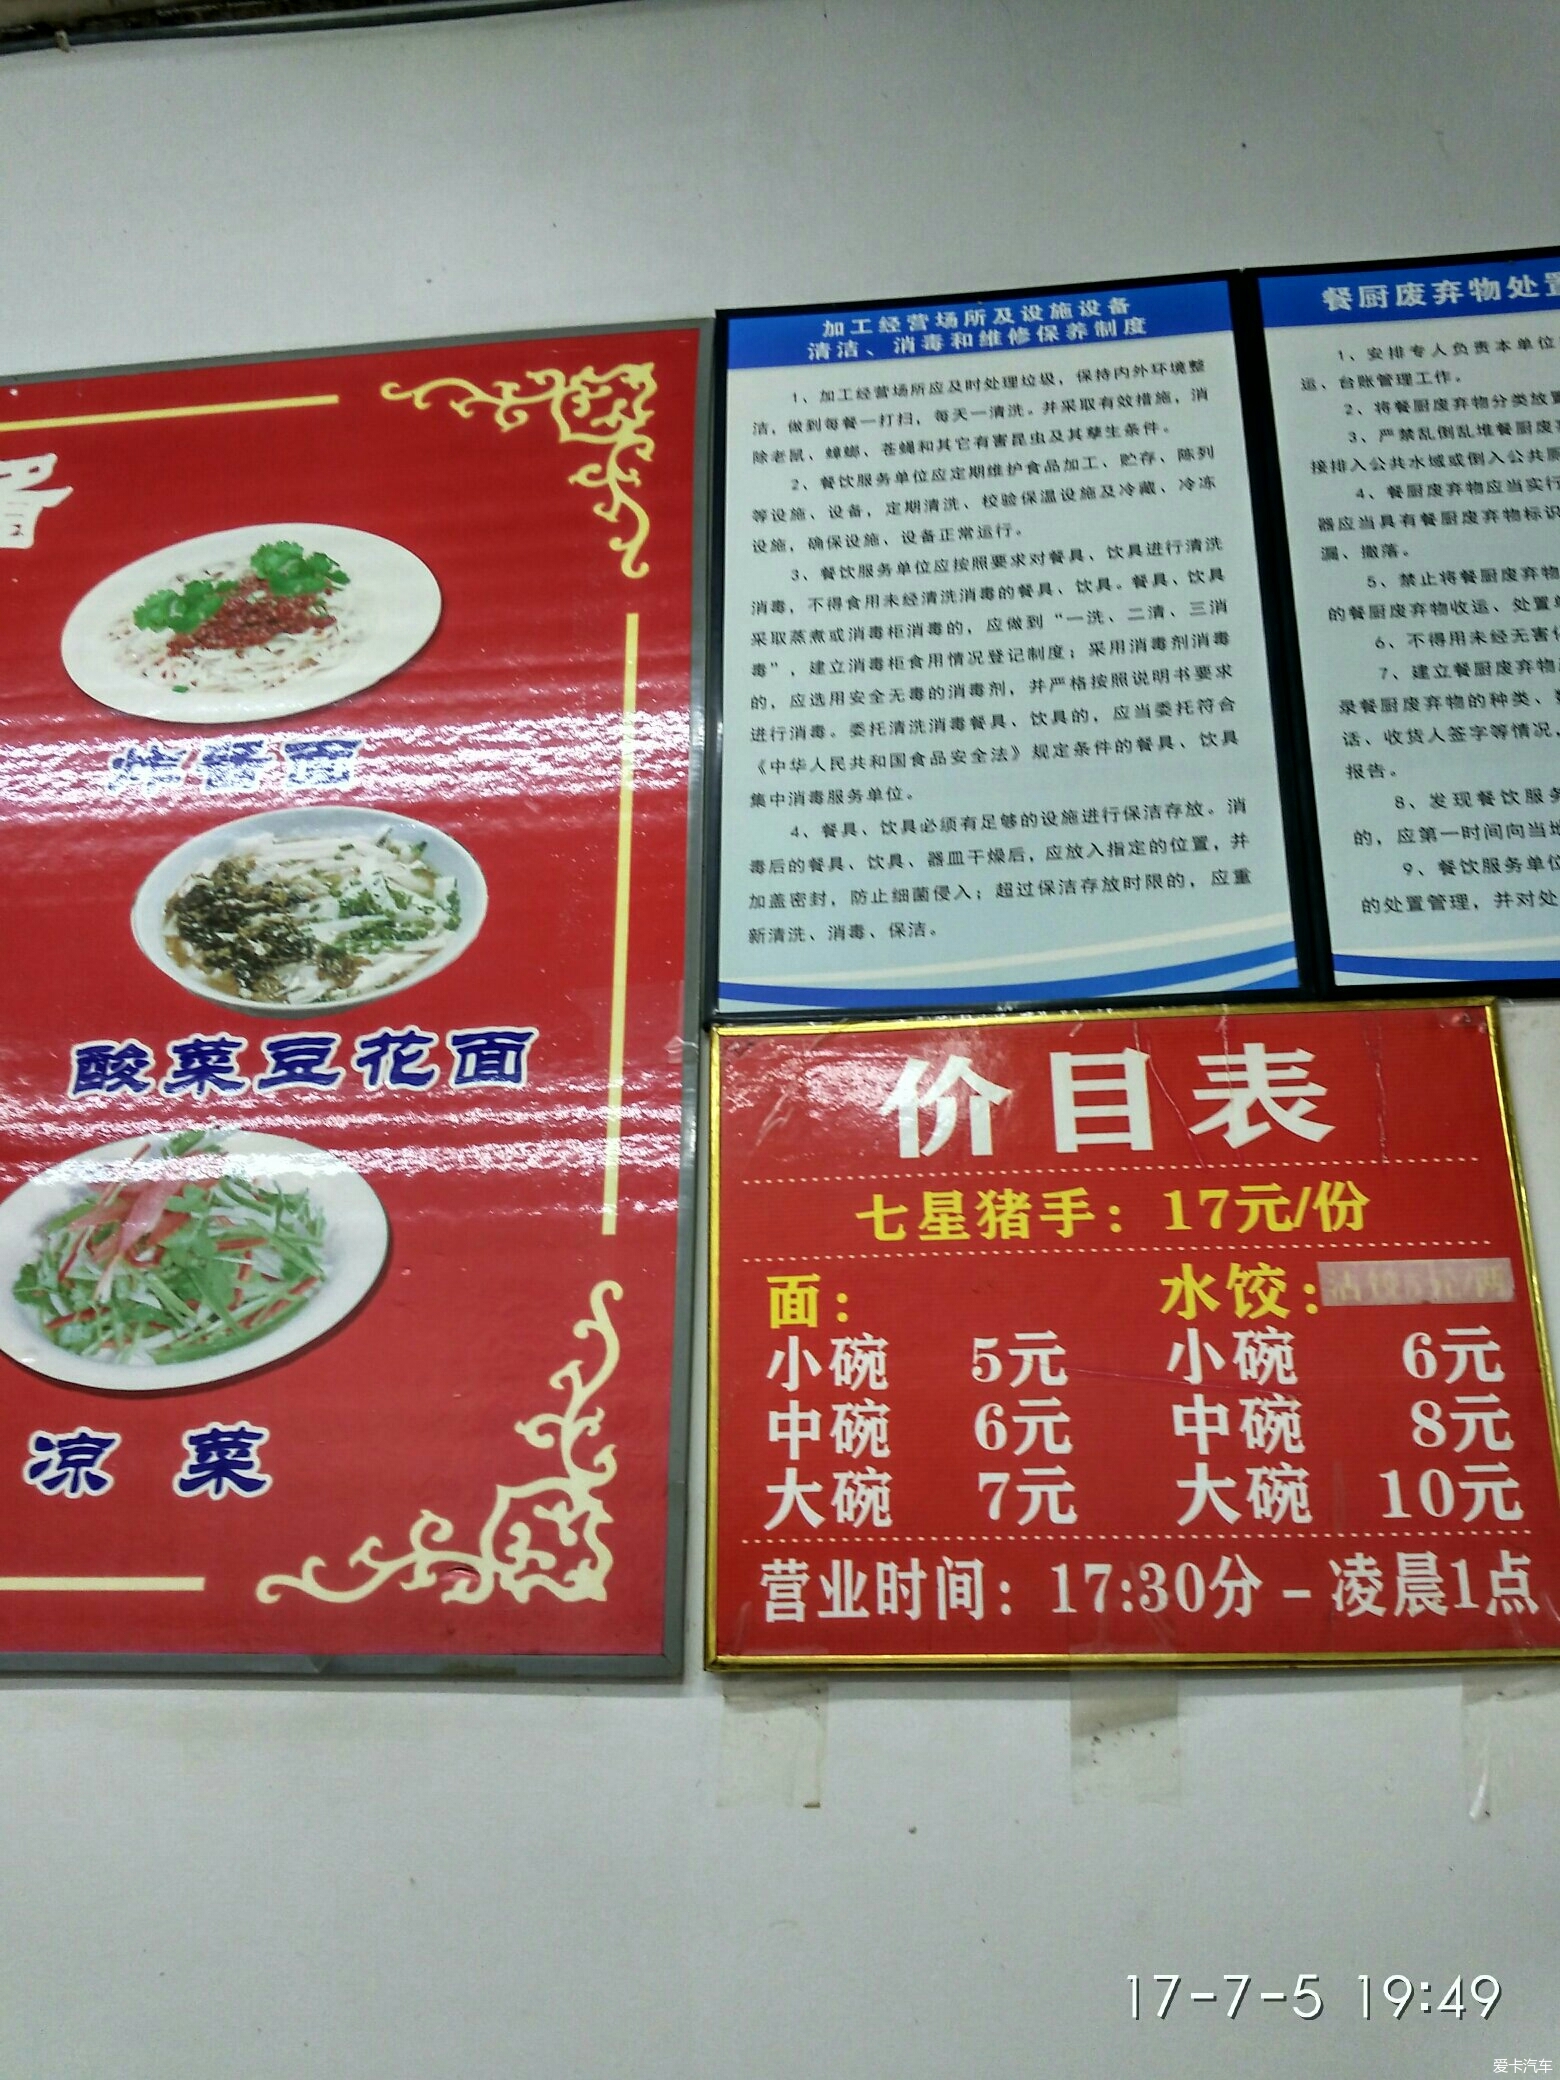 炸酱面
酸菜豆花面
凉菜
加工经营场所及设施设备
清洁、消毒和维修保养制度
1、加工经营场所应及时处理垃圾，保持内外环境整
洁，做到每餐一打扫，每天一清洗。并采取有效措施，消
除老鼠、蟑螂、苍蝇和其它有害昆虫及其孳生条件。
2、餐饮服务单位应定期维护食品加工、贮存、陈列
等设施、设备，定期清洗、校验保温设施及冷藏、冷冻
设施，确保设施、设备正常运行。
3、餐饮服务单位应按照要求对餐具、饮具进行清洗
消毒，不得食用未经清洗消毒的餐具、饮具。餐具、饮具
采取蒸煮或消毒柜消毒的，应做到“一洗、二清、三消
毒”，建立消毒柜食用情况登记制度；采用消毒剂消毒
的，应选用安全无毒的消毒剂，并严格按照说明书要求
进行消毒。委托清洗消毒餐具、饮具的，应当委托符合
《中华人民共和国食品安全法》规定条件的餐具、饮具
集中消毒服务单位。
4、餐具、饮具必须有足够的设施进行保洁存放。消
毒后的餐具、饮具、器皿干燥后，应放入指定的位置，并
加盖密封，防止细菌侵入；超过保洁存放时限的，应重
新清洗、消毒、保洁。
餐厨废弃物处置
1、安排专人负责本单位
运、台账管理工作。
2、将餐厨废弃物分类放置
3、严禁乱倒乱堆餐厨废
接排入公共水域或倒入公共厕
4、餐厨废弃物应当实行
器应当具有餐厨废弃物标识
漏、撒落。
5、禁止将餐厨废弃物
的餐厨废弃物收运、处置
6、不得用未经无害化
7、建立餐厨废弃物
录餐厨废弃物的种类、
话、收货人签字等情况，
报告。
8、发现餐饮服务
的，应第一时间向当地
9、餐饮服务单位
的处置管理，并对处
价目表
七星猪手：17元/份
面： 水饺：
小碗 5元 小碗 6元
中碗 6元 中碗 8元
大碗 7元 大碗 10元
营业时间：17:30分－凌晨1点
17-7-5 19:49
爱卡汽车